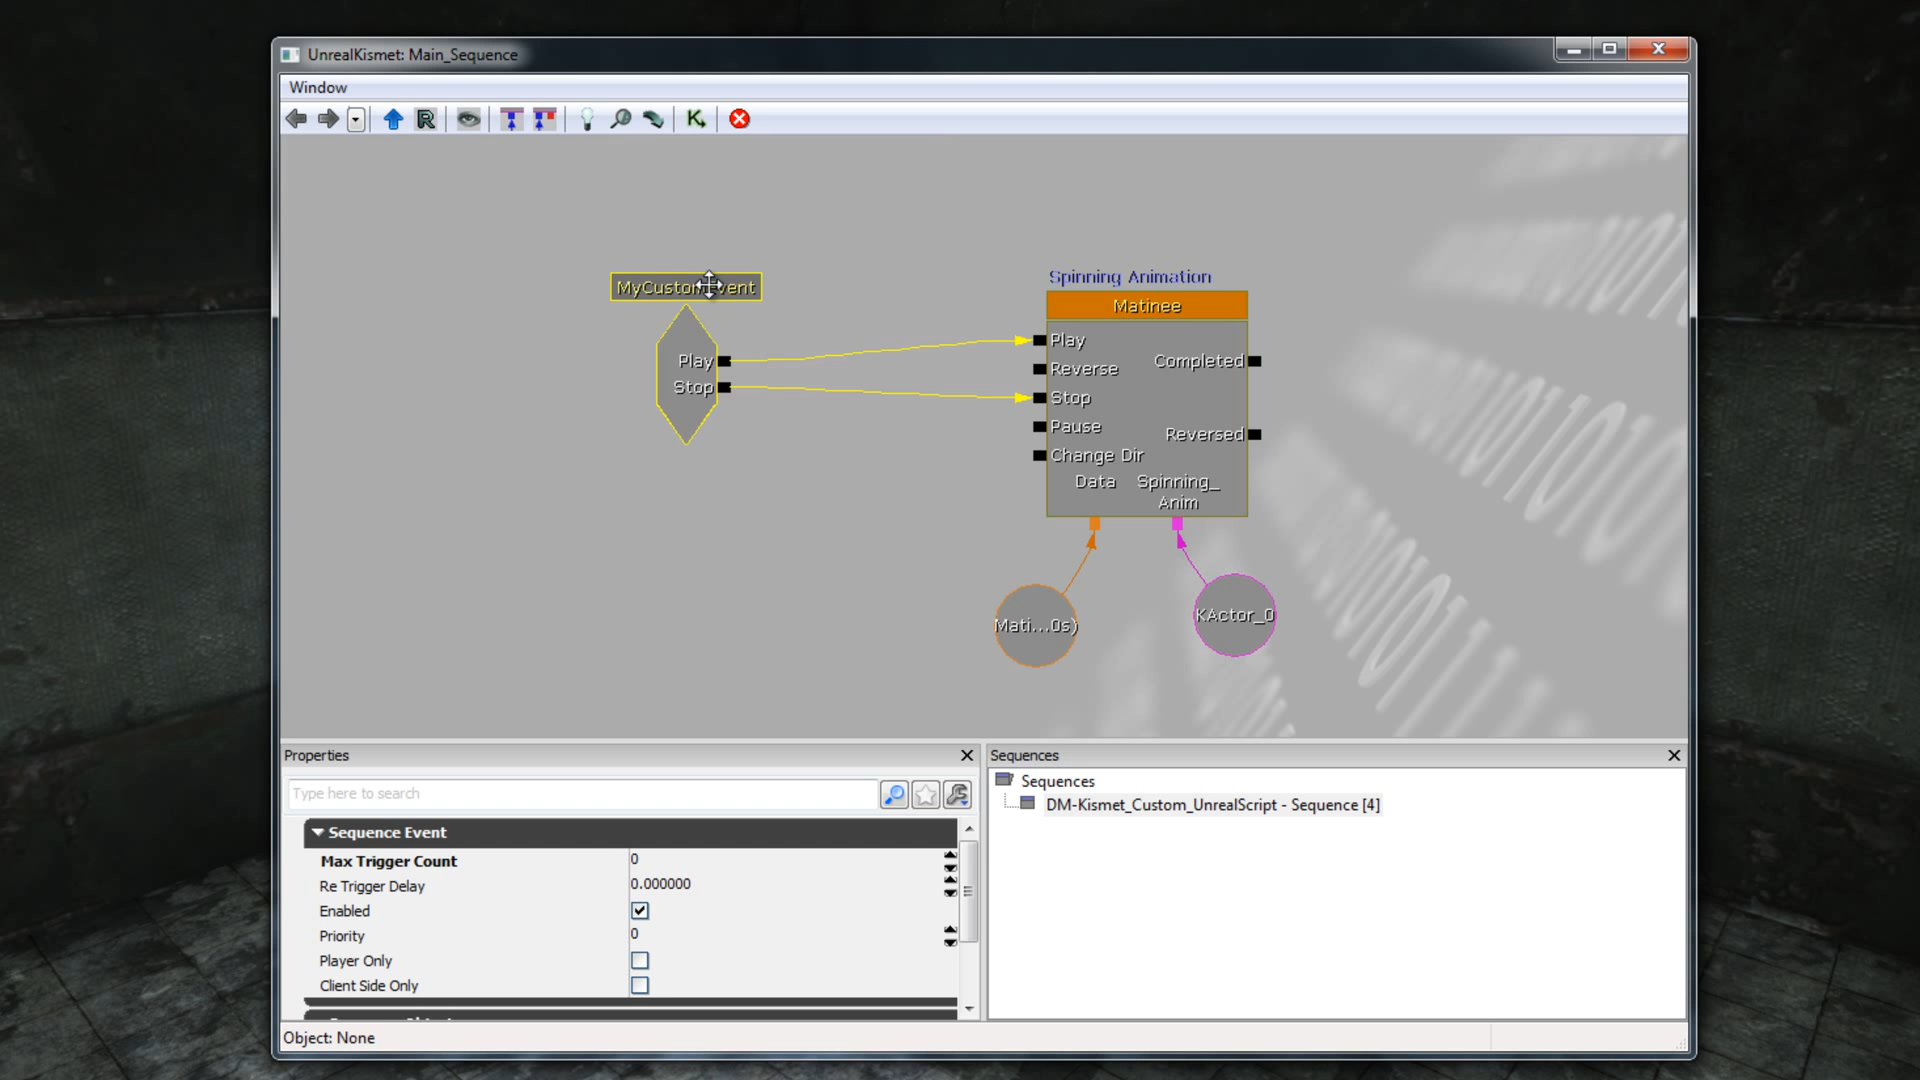 UnrealKismet: Main_Sequence
Window
Spinning Animation
MyCustomEvent
Matinee
Play
Stop
Play
Reverse
Stop
Pause
Change Dir
Completed
Reversed
Data
Spinning_
Anim
Mati...0s)
KActor_0
Properties
Type here to search
Sequence Event
Max Trigger Count 0
Re Trigger Delay 0.000000
Enabled
Priority 0
Player Only
Client Side Only
Sequences
Sequences
DM-Kismet_Custom_UnrealScript - Sequence [4]
Object: None